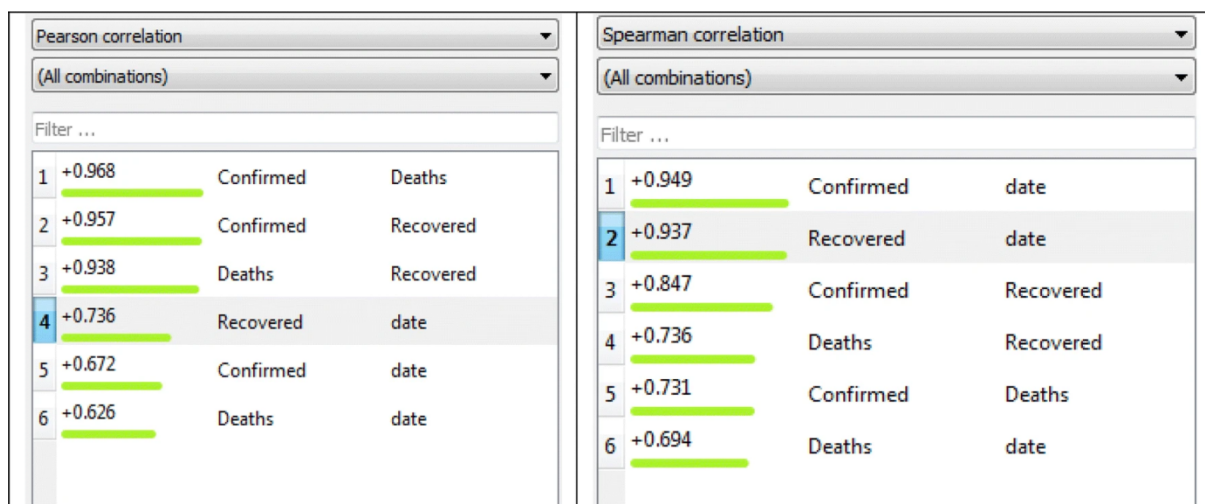 Pearson correlation
(All combinations)
Filter ...
1 +0.968 Confirmed Deaths
2 +0.957 Confirmed Recovered
3 +0.938 Deaths Recovered
4 +0.736 Recovered date
5 +0.672 Confirmed date
6 +0.626 Deaths date
Spearman correlation
(All combinations)
Filter ...
1 +0.949 Confirmed date
2 +0.937 Recovered date
3 +0.847 Confirmed Recovered
4 +0.736 Deaths Recovered
5 +0.731 Confirmed Deaths
6 +0.694 Deaths date